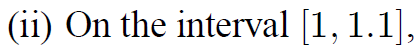 (ii) On the interval [1, 1.1],